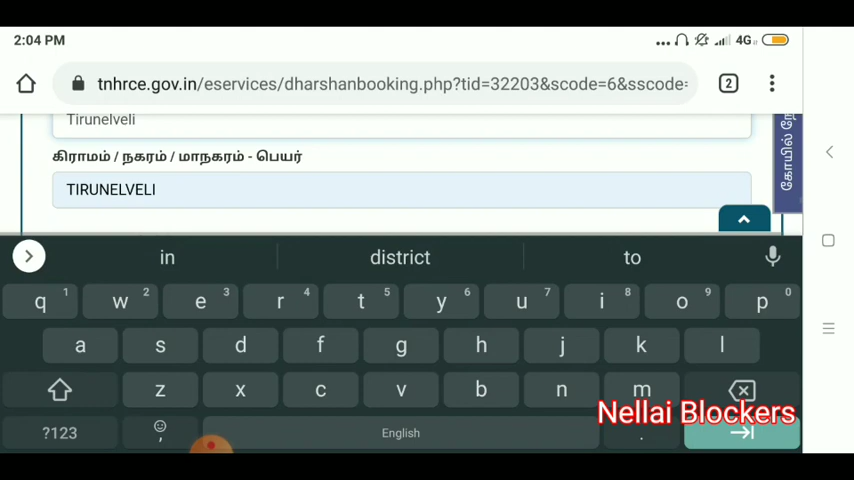 2:04 PM
4G
tnhrce.gov.in/eservices/dharshanbooking.php?tid=32203&scode=6&sscode=
2
Tirunelveli
கிராமம் / நகரம் / மாநகரம் - பெயர்
TIRUNELVELI
கோயில்
in district to
q 1 w 2 e 3 r 4 t 5 y 6 u 7 i 8 o 9 p 0
a s d f g h j k l
z x c v b n m
Nellai Blockers
?123 , English .